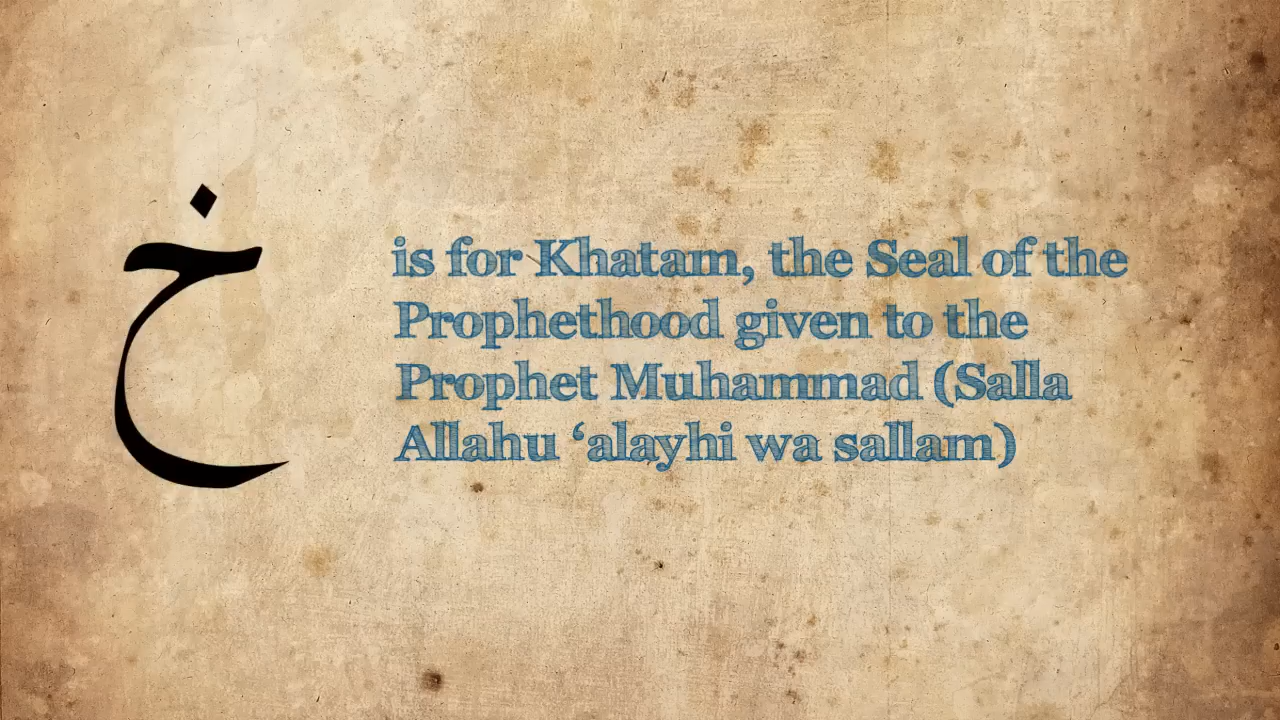 خ
is for Khatam, the Seal of the
Prophethood given to the
Prophet Muhammad (Salla
Allahu ‘alayhi wa sallam)